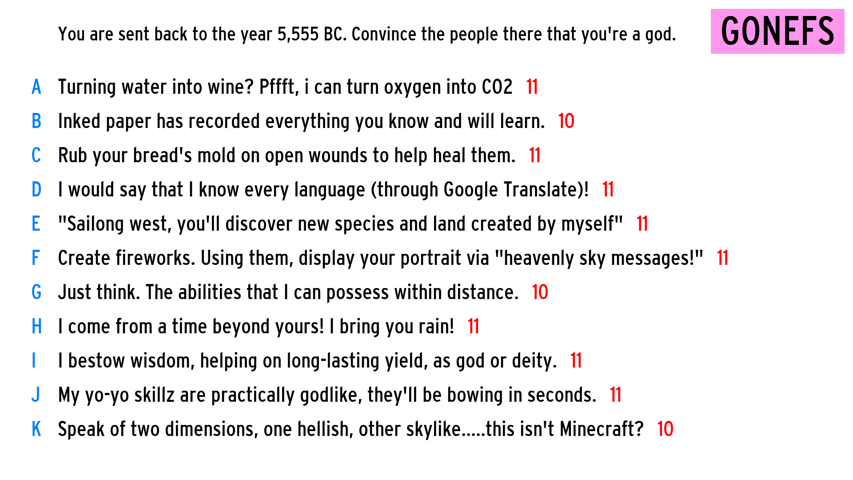 You are sent back to the year 5,555 BC. Convince the people there that you're a god.
GONEFS
A Turning water into wine? Pffft, i can turn oxygen into CO2 11
B Inked paper has recorded everything you know and will learn. 10
C Rub your bread's mold on open wounds to help heal them. 11
D I would say that I know every language (through Google Translate)! 11
E "Sailong west, you'll discover new species and land created by myself" 11
F Create fireworks. Using them, display your portrait via "heavenly sky messages!" 11
G Just think. The abilities that I can possess within distance. 10
H I come from a time beyond yours! I bring you rain! 11
I I bestow wisdom, helping on long-lasting yield, as god or deity. 11
J My yo-yo skillz are practically godlike, they'll be bowing in seconds. 11
K Speak of two dimensions, one hellish, other skylike.....this isn't Minecraft? 10